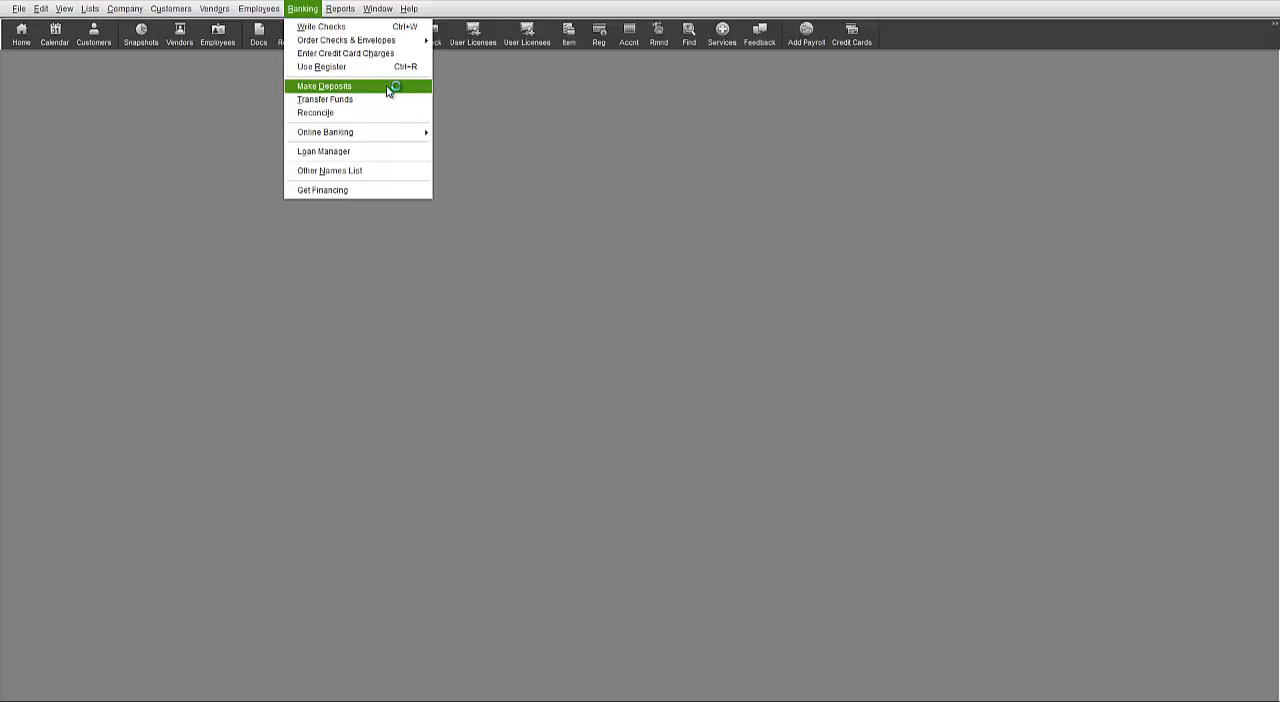 File Edit View Lists Company Customers Vendors Employees Banking Reports Window Help
Home Calendar Customers Snapshots Vendors Employees Docs User Licenses User Licenses Item Reg Accnt Rmnd Find Services Feedback Add Payroll Credit Cards
Write Checks Ctrl+W
Order Checks & Envelopes
Enter Credit Card Charges
Use Register Ctrl+R
Make Deposits
Transfer Funds
Reconcile
Online Banking
Loan Manager
Other Names List
Get Financing